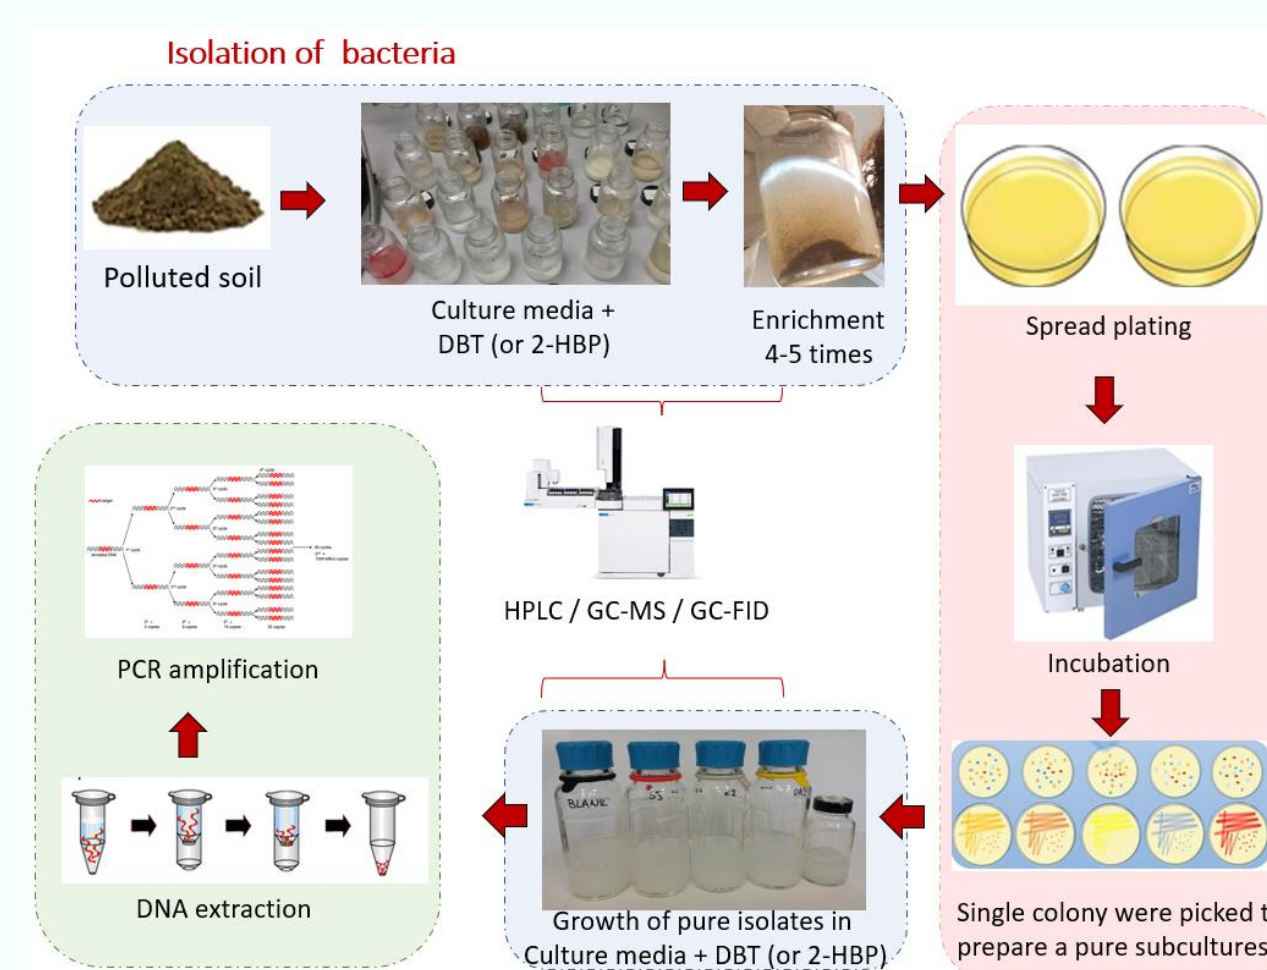 Isolation of bacteria
Polluted soil
Culture media +
DBT (or 2-HBP)
Enrichment
4-5 times
Spread plating
HPLC / GC-MS / GC-FID
Incubation
PCR amplification
BLANK
DNA extraction
Growth of pure isolates in
Culture media + DBT (or 2-HBP)
Single colony were picked t
prepare a pure subcultures